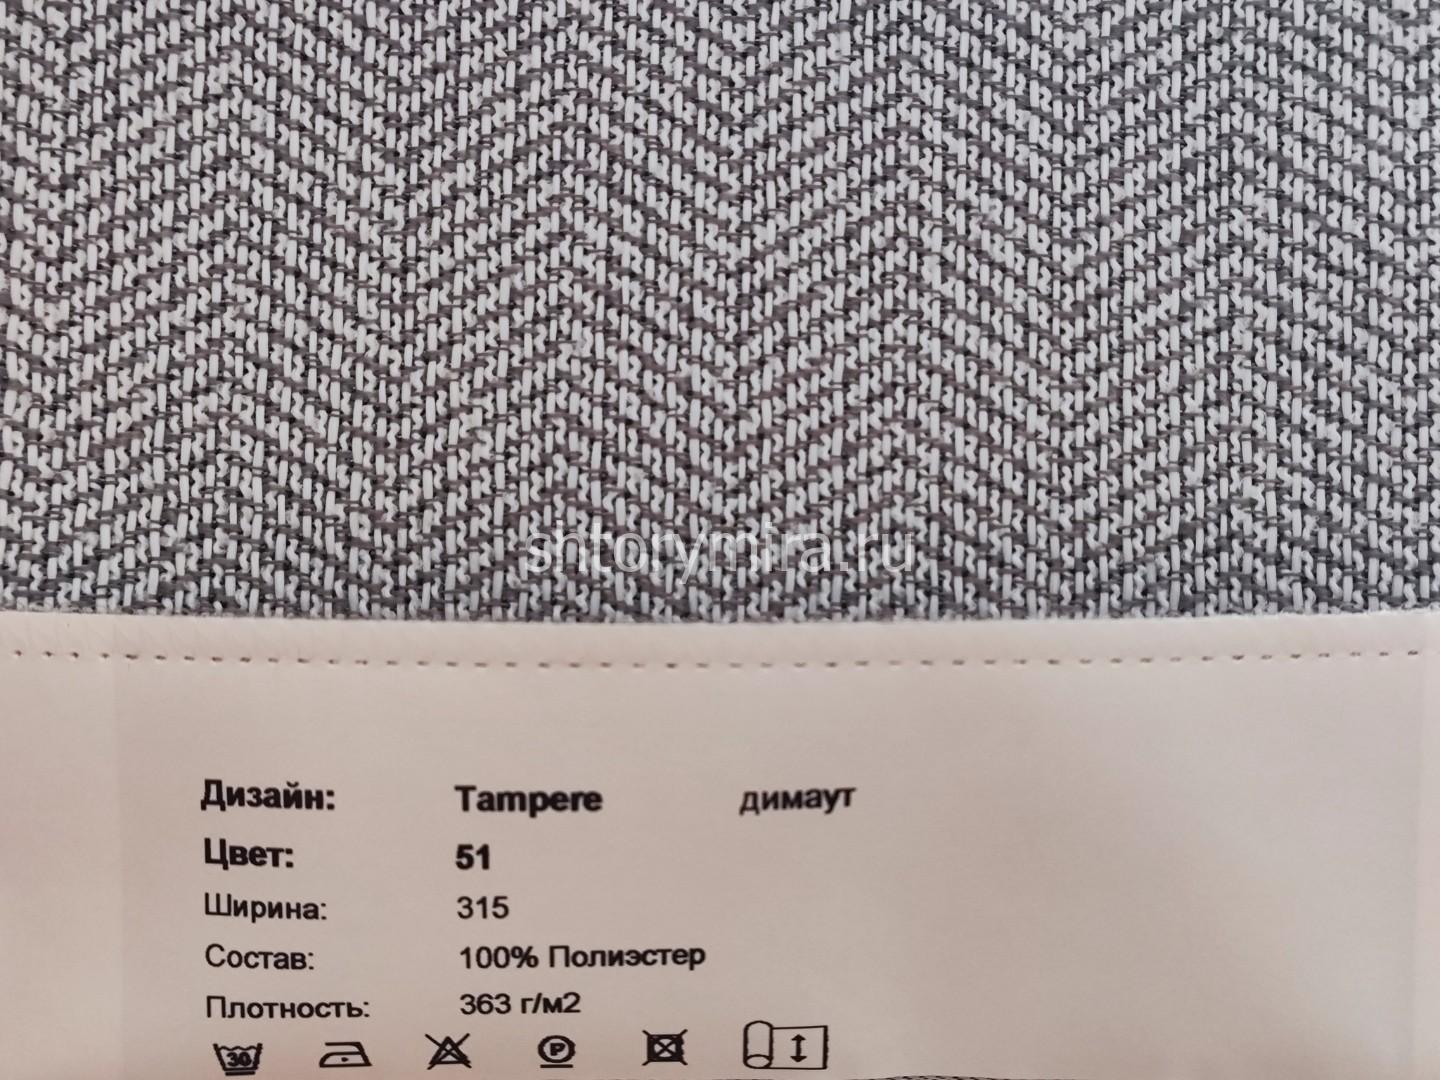 shtorymira.ru
Дизайн: Tampere димаут
Цвет: 51
Ширина: 315
Состав: 100% Полиэстер
Плотность: 363 г/м2
30 P